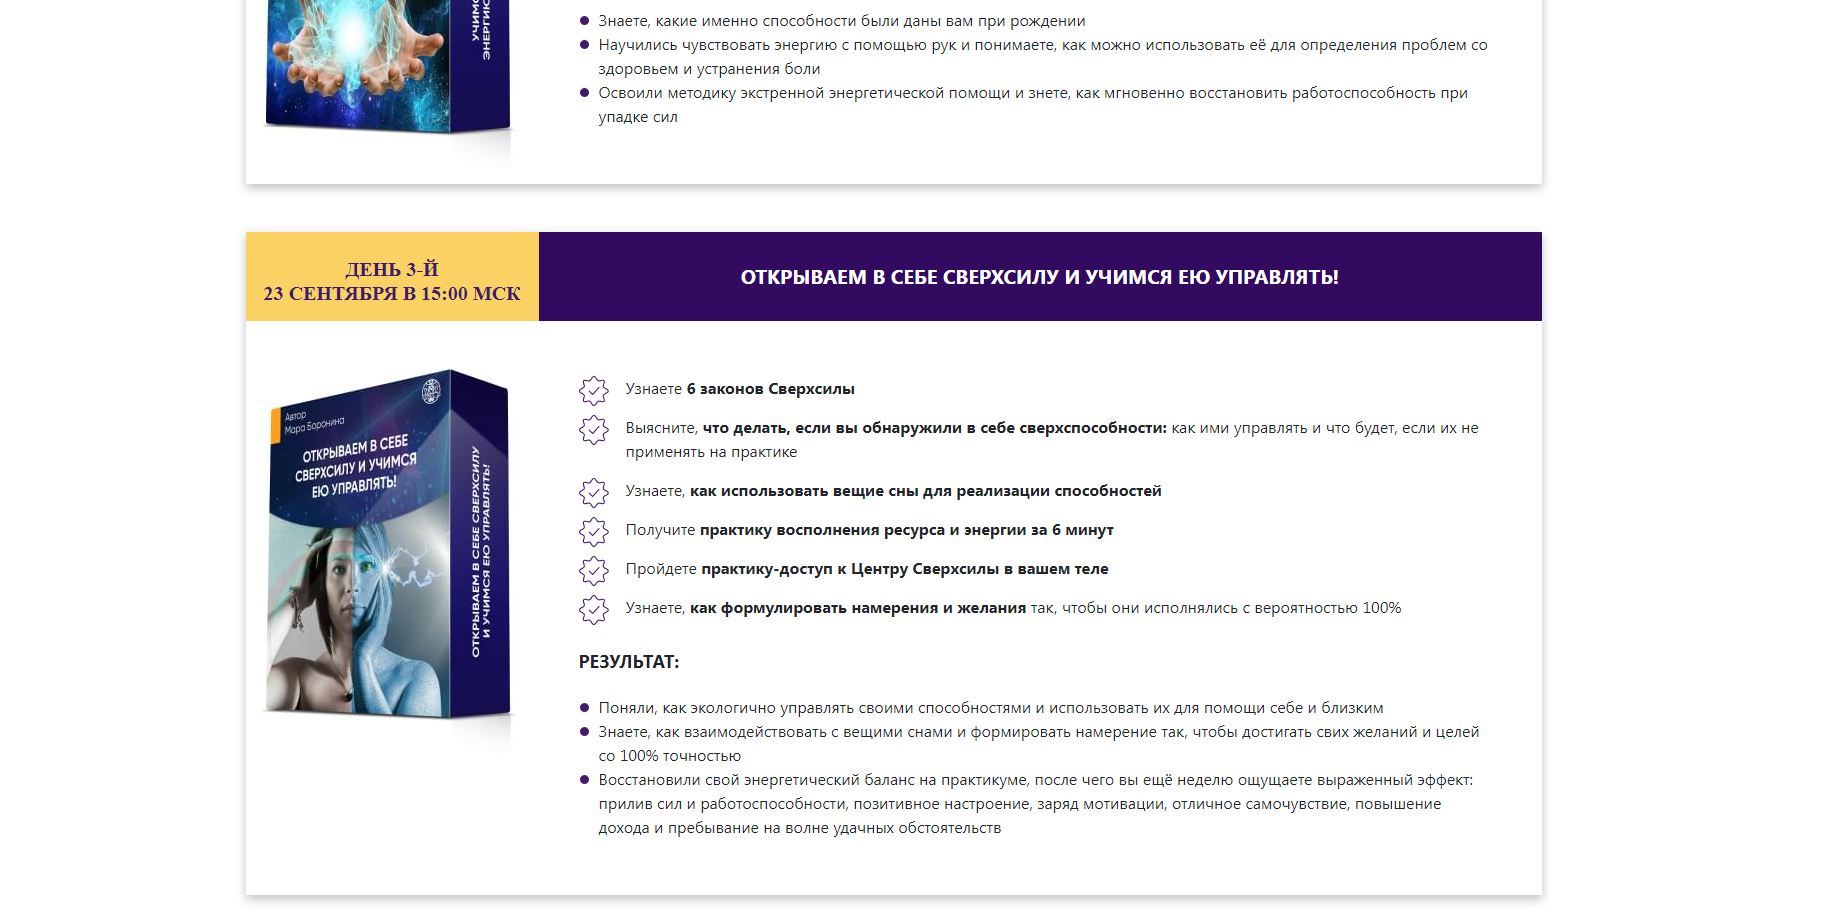 УЧИМС
ЭНЕРГИЮ
Знаете, какие именно способности были даны вам при рождении
Научились чувствовать энергию с помощью рук и понимаете, как можно использовать её для определения проблем со
здоровьем и устранения боли
Освоили методику экстренной энергетической помощи и знете, как мгновенно восстановить работоспособность при
упадке сил
ДЕНЬ 3-Й
23 СЕНТЯБРЯ В 15:00 МСК
ОТКРЫВАЕМ В СЕБЕ СВЕРХСИЛУ И УЧИМСЯ ЕЮ УПРАВЛЯТЬ!
Автор
Мара Боронина
ОТКРЫВАЕМ В СЕБЕ
СВЕРХСИЛУ И УЧИМСЯ
ЕЮ УПРАВЛЯТЬ!
ОТКРЫВАЕМ В СЕБЕ СВЕРХСИЛУ
И УЧИМСЯ ЕЮ УПРАВЛЯТЬ!
Узнаете 6 законов Сверхсилы
Выясните, что делать, если вы обнаружили в себе сверхспособности: как ими управлять и что будет, если их не
применять на практике
Узнаете, как использовать вещие сны для реализации способностей
Получите практику восполнения ресурса и энергии за 6 минут
Пройдете практику-доступ к Центру Сверхсилы в вашем теле
Узнаете, как формулировать намерения и желания так, чтобы они исполнялись с вероятностью 100%
РЕЗУЛЬТАТ:
Поняли, как экологично управлять своими способностями и использовать их для помощи себе и близким
Знаете, как взаимодействовать с вещими снами и формировать намерение так, чтобы достигать свих желаний и целей
со 100% точностью
Восстановили свой энергетический баланс на практикуме, после чего вы ещё неделю ощущаете выраженный эффект:
прилив сил и работоспособности, позитивное настроение, заряд мотивации, отличное самочувствие, повышение
дохода и пребывание на волне удачных обстоятельств